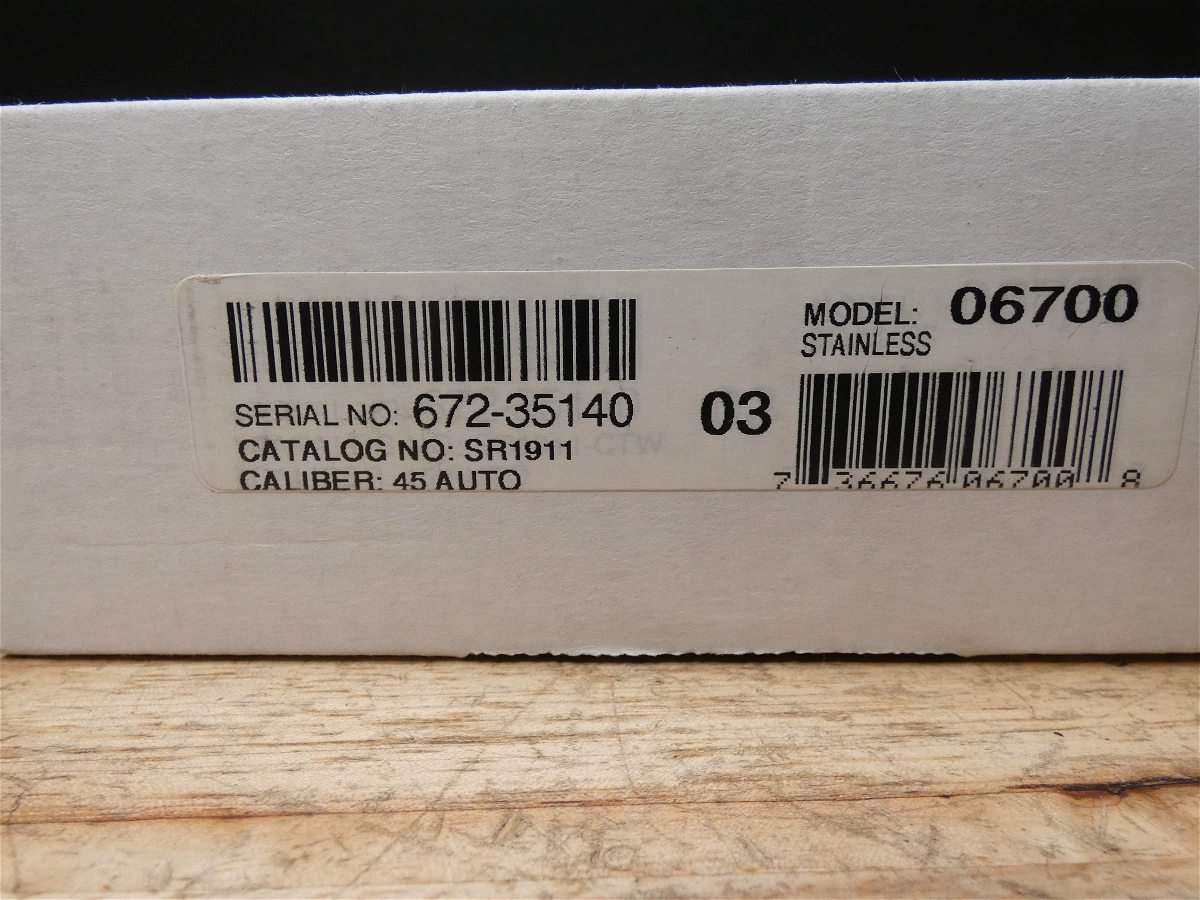 SERIAL NO: 672-35140
CATALOG NO: SR1911
CALIBER: 45 AUTO
03
MODEL: 06700
STAINLESS
7 36676 06700 8